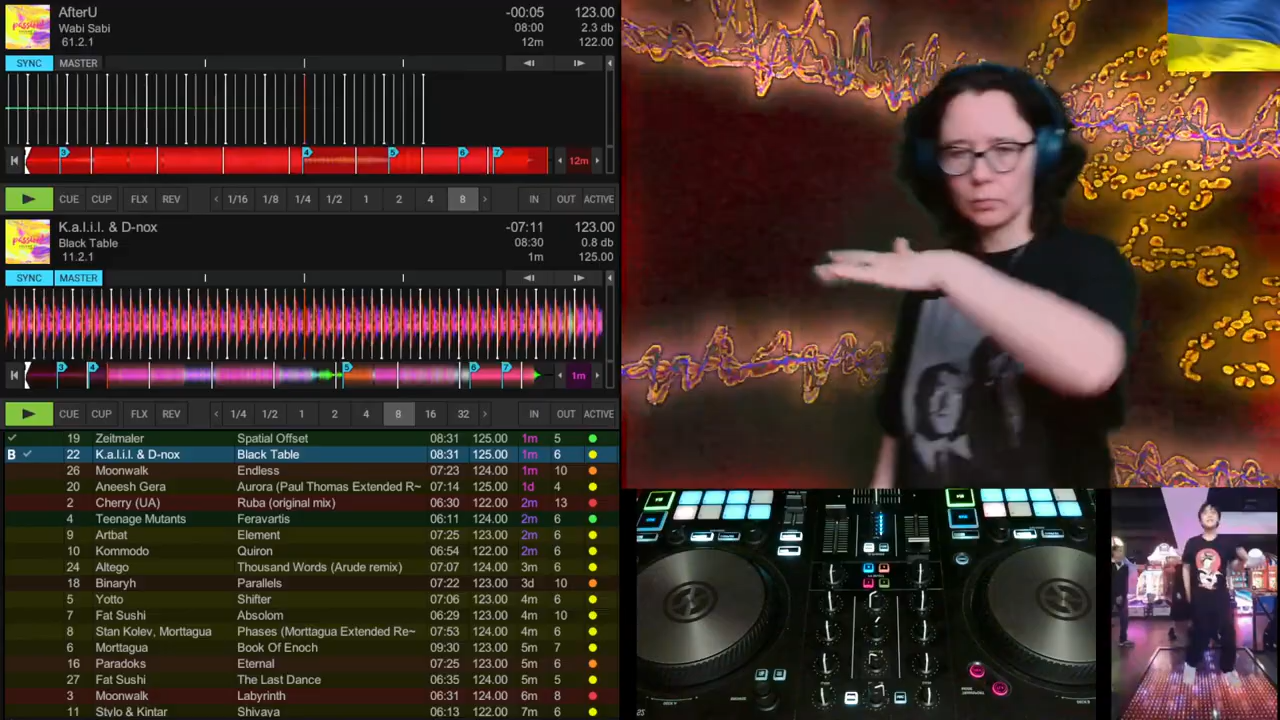 AfterU -00:05 123.00
Wabi Sabi 08:00 2.3 db
61.2.1 12m 122.00
SYNC MASTER
3 4 5 6 7 12m
CUE CUP FLX REV 1/16 1/8 1/4 1/2 1 2 4 8 IN OUT ACTIVE
K.a.l.i.l. & D-nox -07:11 123.00
Black Table 08:30 0.8 db
11.2.1 1m 125.00
SYNC MASTER
3 4 5 6 7 1m
CUE CUP FLX REV 1/4 1/2 1 2 4 8 16 32 IN OUT ACTIVE
19 Zeitmaler Spatial Offset 08:31 125.00 1m 5
B 22 K.a.l.i.l. & D-nox Black Table 08:31 125.00 1m 6
26 Moonwalk Endless 07:23 124.00 1m 10
20 Aneesh Gera Aurora (Paul Thomas Extended R~ 07:14 125.00 1d 4
2 Cherry (UA) Ruba (original mix) 06:30 122.00 2m 13
4 Teenage Mutants Feravartis 06:11 124.00 2m 6
9 Artbat Element 07:25 123.00 2m 6
10 Kommodo Quiron 06:54 122.00 2m 6
24 Altego Thousand Words (Arude remix) 07:07 124.00 3m 6
18 Binaryh Parallels 07:22 123.00 3d 10
5 Yotto Shifter 07:06 123.00 4m 6
7 Fat Sushi Absolom 06:29 123.00 4m 10
8 Stan Kolev, Morttagua Phases (Morttagua Extended Re~ 07:53 124.00 4m 6
6 Morttagua Book Of Enoch 09:30 122.00 5m 7
16 Paradoks Eternal 07:25 123.00 5m 6
27 Fat Sushi The Last Dance 06:35 124.00 5m 5
3 Moonwalk Labyrinth 06:31 124.00 6m 8
11 Stylo & Kintar Shivaya 06:13 122.00 7m 6